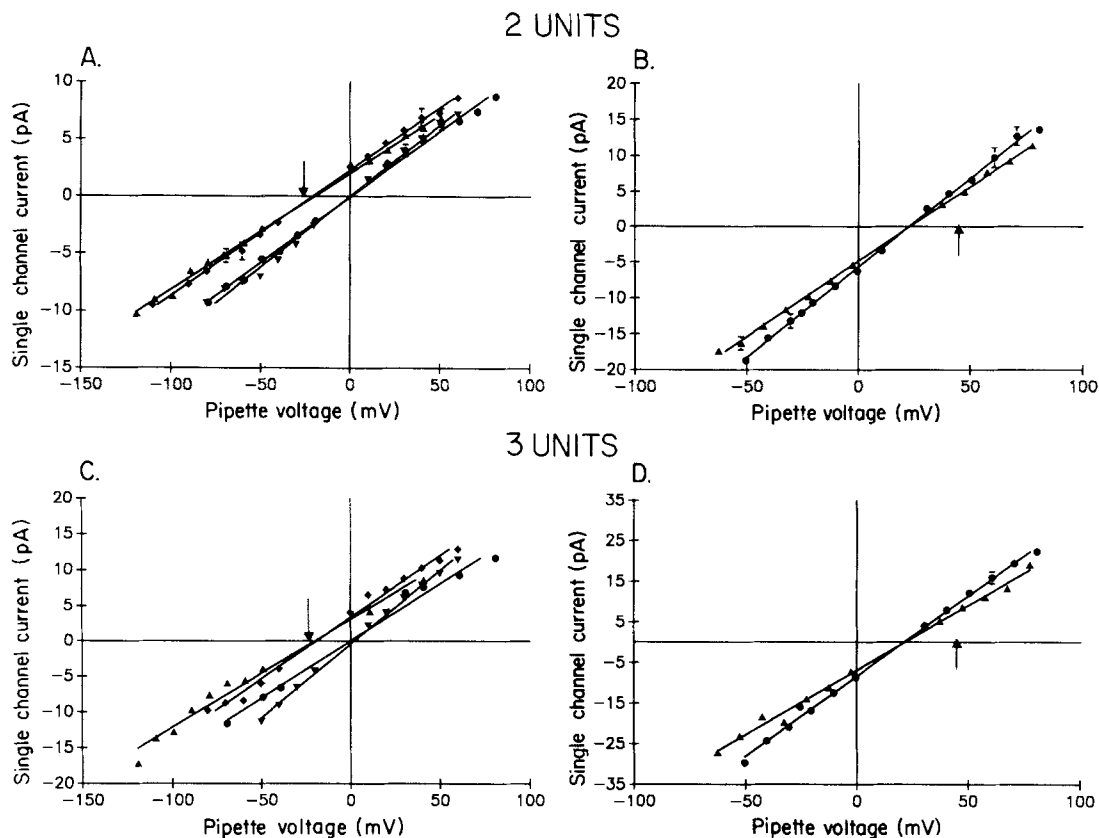 2 UNITS
A.
10
5
0
−5
−10
−15
−150 −100 −50 0 50 100
Single channel current (pA)
Pipette voltage (mV)
B.
20
15
10
5
0
−5
−10
−15
−20
−100 −50 0 50 100
Single channel current (pA)
Pipette voltage (mV)
3 UNITS
C.
20
15
10
5
0
−5
−10
−15
−20
−150 −100 −50 0 50 100
Single channel current (pA)
Pipette voltage (mV)
D.
35
25
15
5
−5
−15
−25
−35
−100 −50 0 50 100
Single channel current (pA)
Pipette voltage (mV)